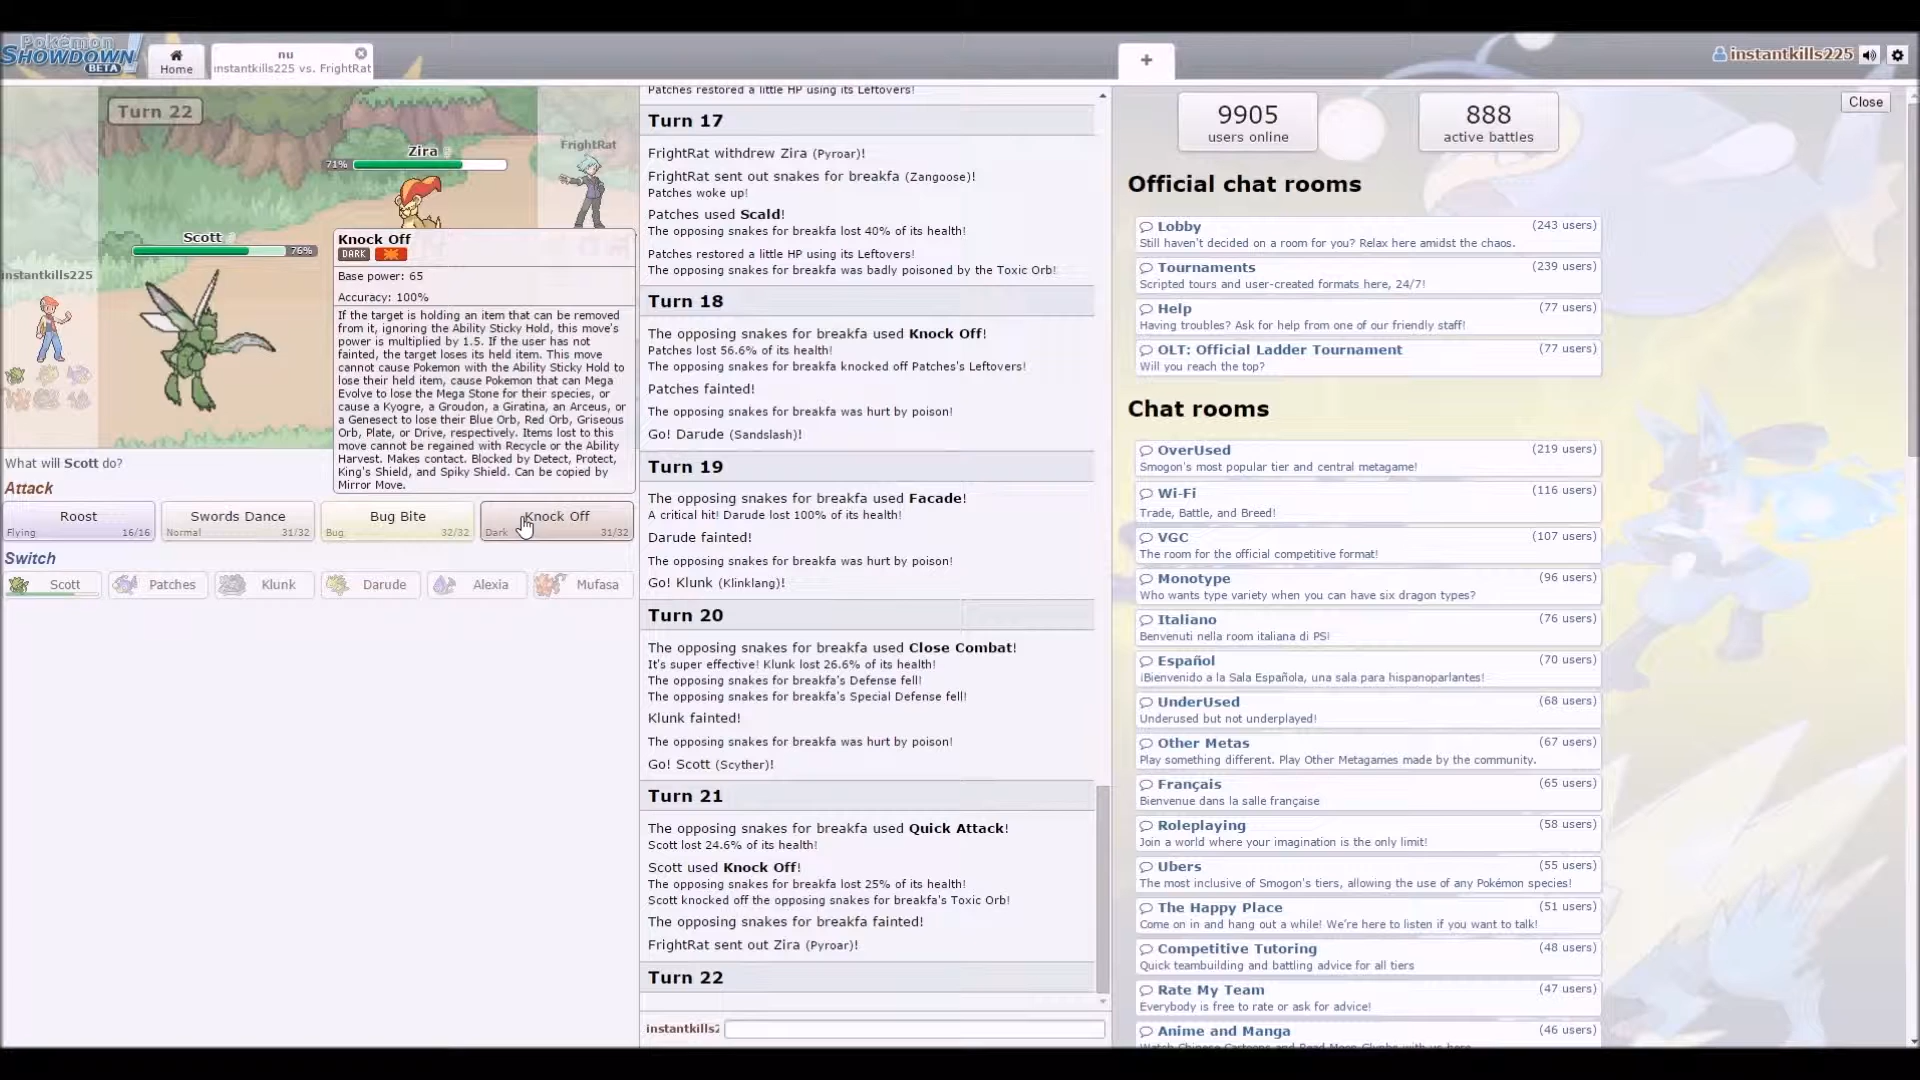 Pokémon
SHOWDOWN!
BETA
Home
nu
instantkills225 vs. FrightRat
+
instantkills225
Turn 22
Zira
71%
FrightRat
Scott
76%
instantkills225
Knock Off
DARK
Base power: 65
Accuracy: 100%
If the target is holding an item that can be removed
from it, ignoring the Ability Sticky Hold, this move's
power is multiplied by 1.5. If the user has not
fainted, the target loses its held item. This move
cannot cause Pokemon with the Ability Sticky Hold to
lose their held item, cause Pokemon that can Mega
Evolve to lose the Mega Stone for their species, or
cause a Kyogre, a Groudon, a Giratina, an Arceus, or
a Genesect to lose their Blue Orb, Red Orb, Griseous
Orb, Plate, or Drive, respectively. Items lost to this
move cannot be regained with Recycle or the Ability
Harvest. Makes contact. Blocked by Detect, Protect,
King's Shield, and Spiky Shield. Can be copied by
Mirror Move.
What will Scott do?
Attack
Roost
Flying 16/16
Swords Dance
Normal 31/32
Bug Bite
Bug 32/32
Knock Off
Dark 31/32
Switch
Scott
Patches
Klunk
Darude
Alexia
Mufasa
Patches restored a little HP using its Leftovers!
Turn 17
FrightRat withdrew Zira (Pyroar)!
FrightRat sent out snakes for breakfa (Zangoose)!
Patches woke up!
Patches used Scald!
The opposing snakes for breakfa lost 40% of its health!
Patches restored a little HP using its Leftovers!
The opposing snakes for breakfa was badly poisoned by the Toxic Orb!
Turn 18
The opposing snakes for breakfa used Knock Off!
Patches lost 56.6% of its health!
The opposing snakes for breakfa knocked off Patches's Leftovers!
Patches fainted!
The opposing snakes for breakfa was hurt by poison!
Go! Darude (Sandslash)!
Turn 19
The opposing snakes for breakfa used Facade!
A critical hit! Darude lost 100% of its health!
Darude fainted!
The opposing snakes for breakfa was hurt by poison!
Go! Klunk (Klinklang)!
Turn 20
The opposing snakes for breakfa used Close Combat!
It's super effective! Klunk lost 26.6% of its health!
The opposing snakes for breakfa's Defense fell!
The opposing snakes for breakfa's Special Defense fell!
Klunk fainted!
The opposing snakes for breakfa was hurt by poison!
Go! Scott (Scyther)!
Turn 21
The opposing snakes for breakfa used Quick Attack!
Scott lost 24.6% of its health!
Scott used Knock Off!
The opposing snakes for breakfa lost 25% of its health!
Scott knocked off the opposing snakes for breakfa's Toxic Orb!
The opposing snakes for breakfa fainted!
FrightRat sent out Zira (Pyroar)!
Turn 22
instantkills2
Close
9905
users online
888
active battles
Official chat rooms
Lobby (243 users)
Still haven't decided on a room for you? Relax here amidst the chaos.
Tournaments (239 users)
Scripted tours and user-created formats here, 24/7!
Help (77 users)
Having troubles? Ask for help from one of our friendly staff!
OLT: Official Ladder Tournament (77 users)
Will you reach the top?
Chat rooms
OverUsed (219 users)
Smogon's most popular tier and central metagame!
Wi-Fi (116 users)
Trade, Battle, and Breed!
VGC (107 users)
The room for the official competitive format!
Monotype (96 users)
Who wants type variety when you can have six dragon types?
Italiano (76 users)
Benvenuti nella room italiana di PS!
Español (70 users)
¡Bienvenido a la Sala Española, una sala para hispanoparlantes!
UnderUsed (68 users)
Underused but not underplayed!
Other Metas (67 users)
Play something different. Play Other Metagames made by the community.
Français (65 users)
Bienvenue dans la salle française
Roleplaying (58 users)
Join a world where your imagination is the only limit!
Ubers (55 users)
The most inclusive of Smogon's tiers, allowing the use of any Pokémon species!
The Happy Place (51 users)
Come on in and hang out a while! We're here to listen if you want to talk!
Competitive Tutoring (48 users)
Quick teambuilding and battling advice for all tiers
Rate My Team (47 users)
Everybody is free to rate or ask for advice!
Anime and Manga (46 users)